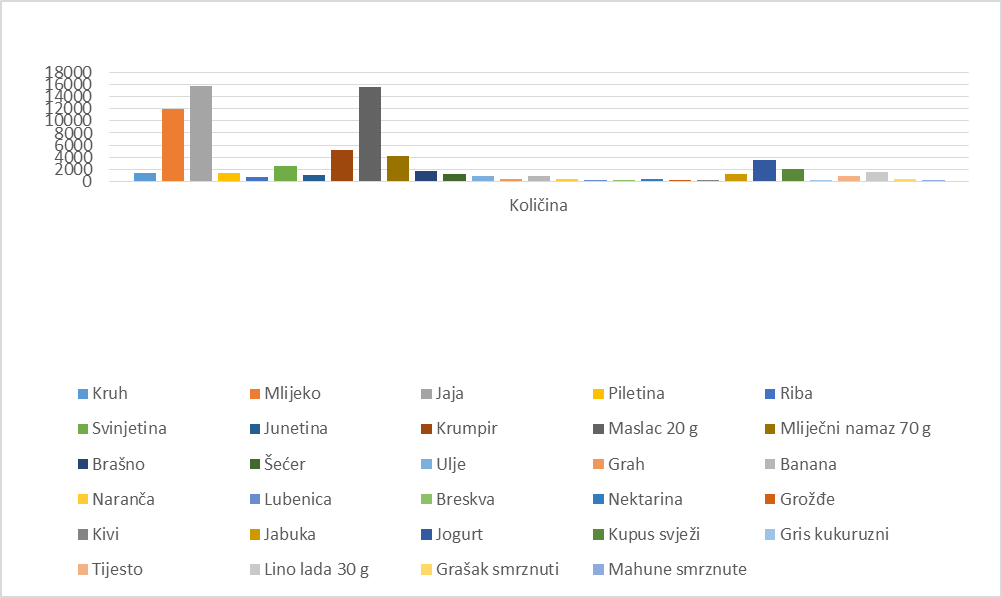 18000
16000
14000
12000
10000
8000
6000
4000
2000
0
Količina
Kruh Mlijeko Jaja Piletina Riba
Svinjetina Junetina Krumpir Maslac 20 g Mliječni namaz 70 g
Brašno Šećer Ulje Grah Banana
Naranča Lubenica Breskva Nektarina Grožđe
Kivi Jabuka Jogurt Kupus svježi Gris kukuruzni
Tijesto Lino lada 30 g Grašak smrznuti Mahune smrznute